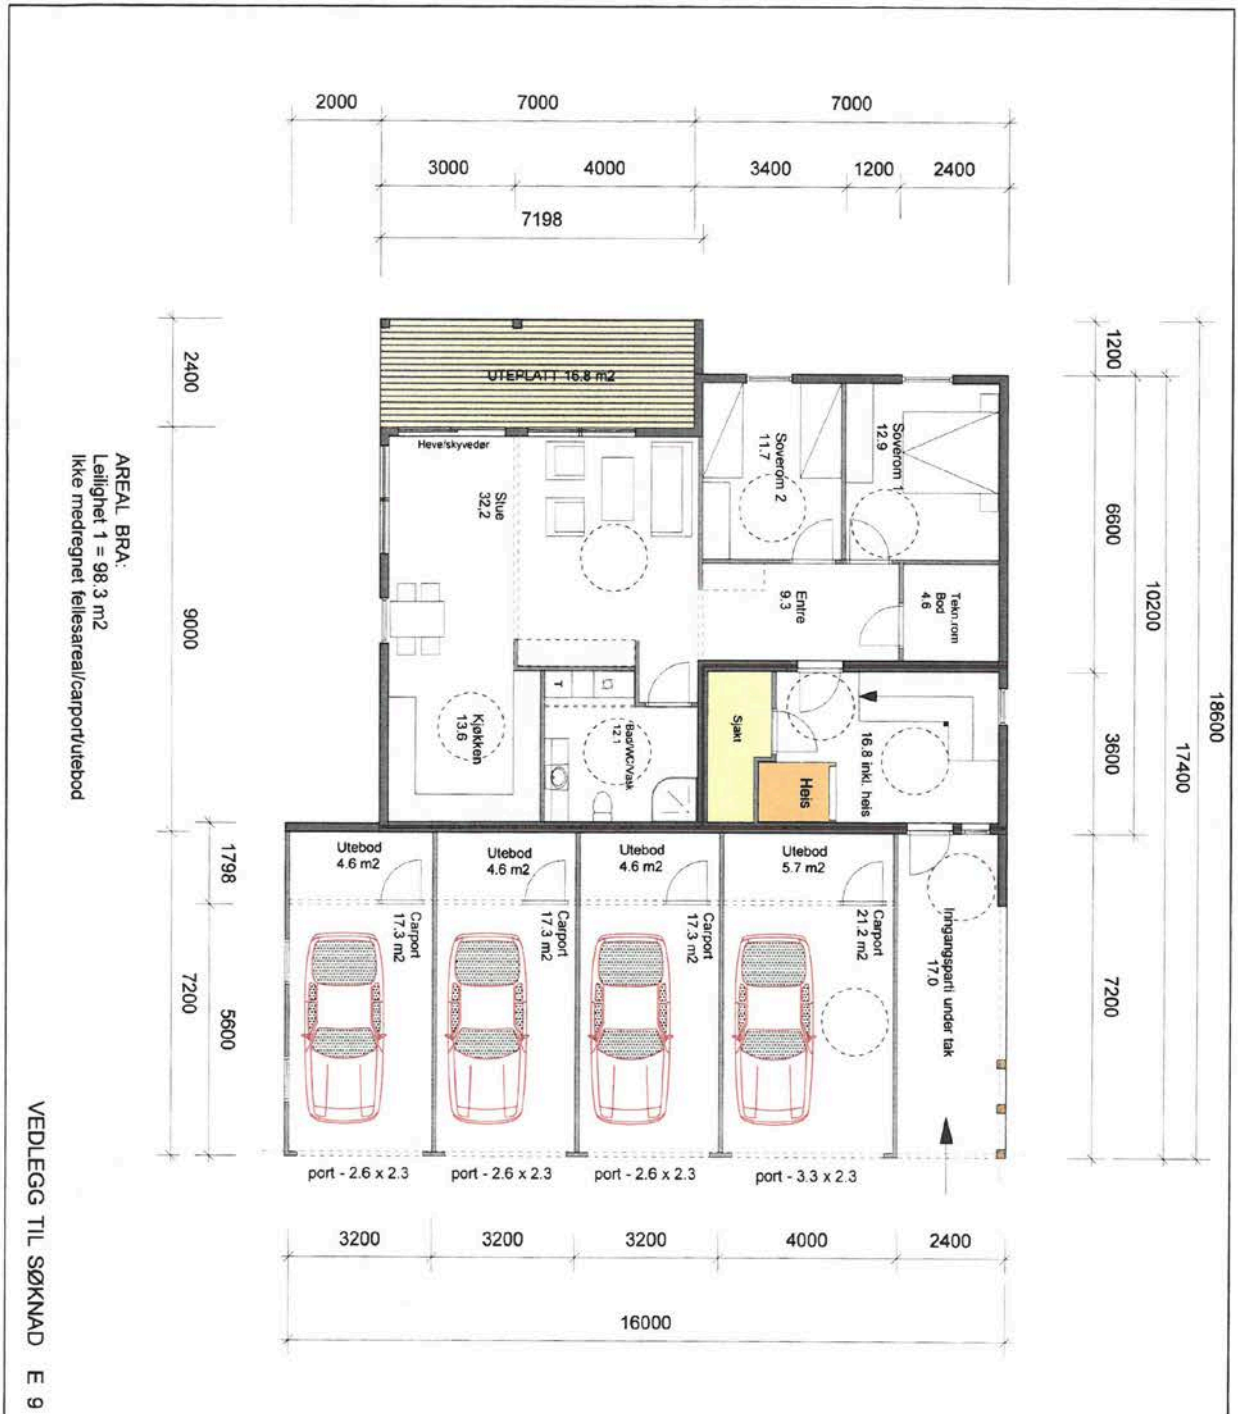 2000
7000
7000
3000
4000
3400
1200
2400
7198
1200
6600
10200
3600
17400
18600
7200
2400
9000
1798
7200
5600
UTEPLATT 16.8 m2
Heve/skyvedør
Stue
32,2
Soverom 2
11.7
Soverom 1
12.9
Entre
9.3
Tekn.rom
Bod
4.6
Kjøkken
13.6
T
Bad/WC/Vask
12.1
Sjakt
Heis
16.8 inkl. heis
Utebod
4.6 m2
Utebod
4.6 m2
Utebod
4.6 m2
Utebod
5.7 m2
Carport
17.3 m2
Carport
17.3 m2
Carport
17.3 m2
Carport
21.2 m2
Inngangsparti under tak
17.0
port - 2.6 x 2.3
port - 2.6 x 2.3
port - 2.6 x 2.3
port - 3.3 x 2.3
3200
3200
3200
4000
2400
16000
AREAL BRA:
Leilighet 1 = 98.3 m2
Ikke medregnet fellesareal/carport/utebod
VEDLEGG TIL SØKNAD E 9